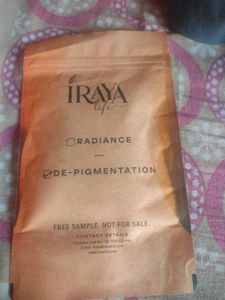 IRAYA
life
RADIANCE
DE-PIGMENTATION
FREE SAMPLE. NOT FOR SALE.
CONTACT DETAILS